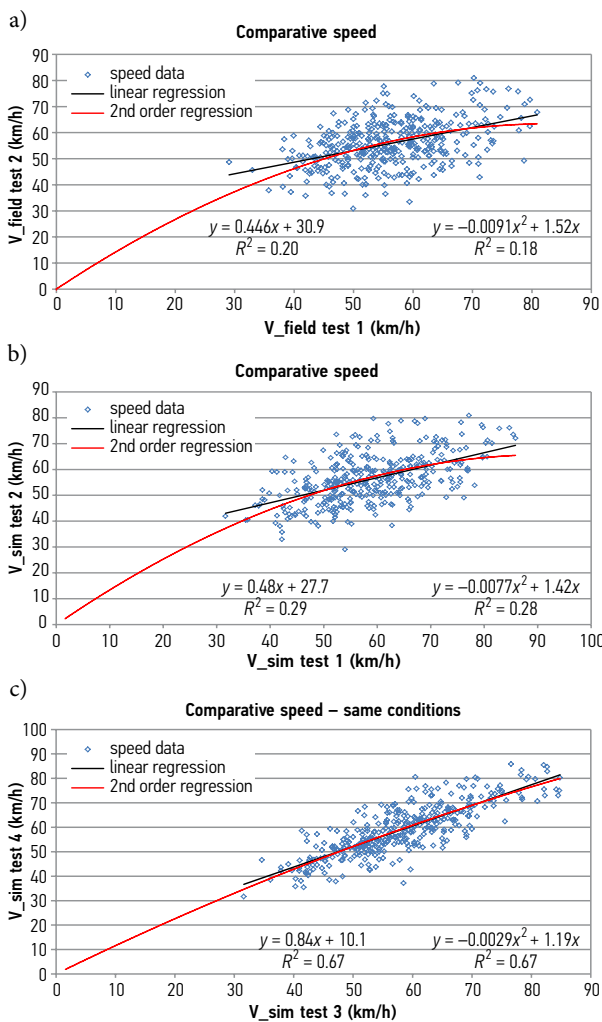 a)
Comparative speed
90
80
70
60
50
40
30
20
10
0
V_field test 2 (km/h)
speed data
linear regression
2nd order regression
y = 0.446x + 30.9
R² = 0.20
y = –0.0091x² + 1.52x
R² = 0.18
0 10 20 30 40 50 60 70 80 90
V_field test 1 (km/h)
b)
Comparative speed
90
80
70
60
50
40
30
20
10
0
V_sim test 2 (km/h)
speed data
linear regression
2nd order regression
y = 0.48x + 27.7
R² = 0.29
y = –0.0077x² + 1.42x
R² = 0.28
0 10 20 30 40 50 60 70 80 90 100
V_sim test 1 (km/h)
c)
Comparative speed – same conditions
100
90
80
70
60
50
40
30
20
10
0
V_sim test 4 (km/h)
speed data
linear regression
2nd order regression
y = 0.84x + 10.1
R² = 0.67
y = –0.0029x² + 1.19x
R² = 0.67
0 10 20 30 40 50 60 70 80 90
V_sim test 3 (km/h)